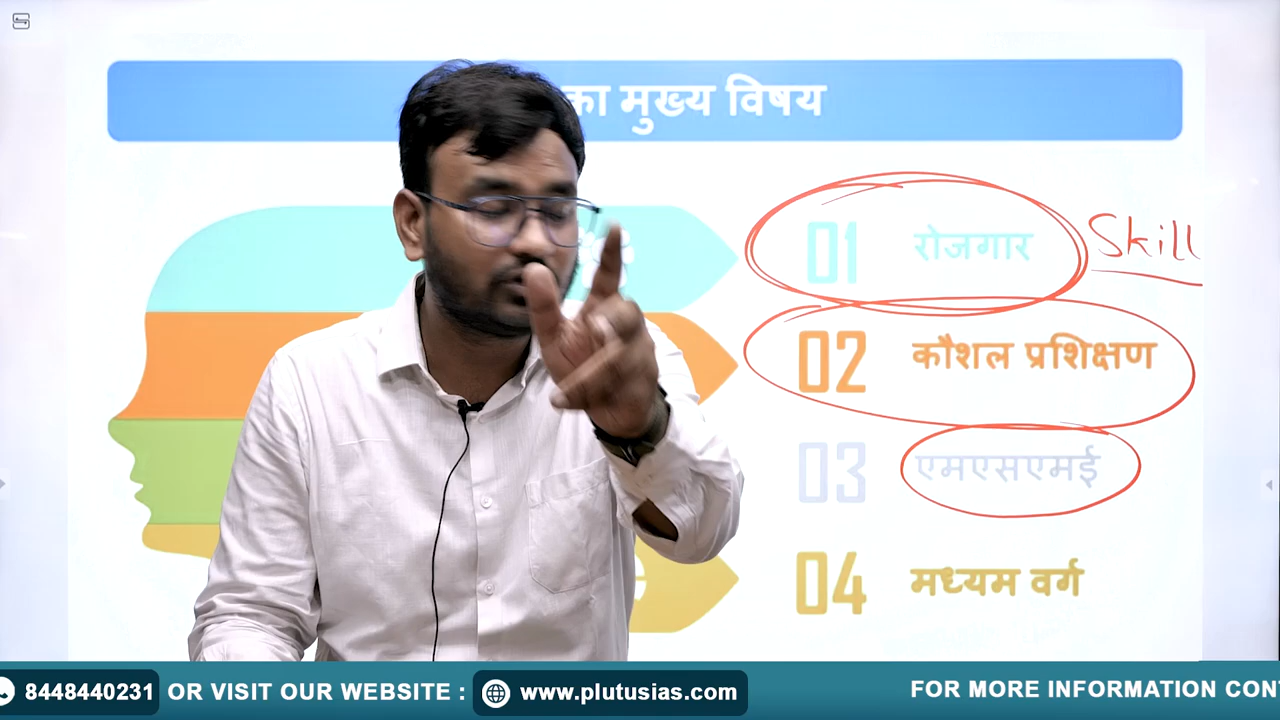 का मुख्य विषय
01 रोजगार Skill
02 कौशल प्रशिक्षण
03 एमएसएमई
04 मध्यम वर्ग
8448440231 OR VISIT OUR WEBSITE : www.plutusias.com FOR MORE INFORMATION CONT